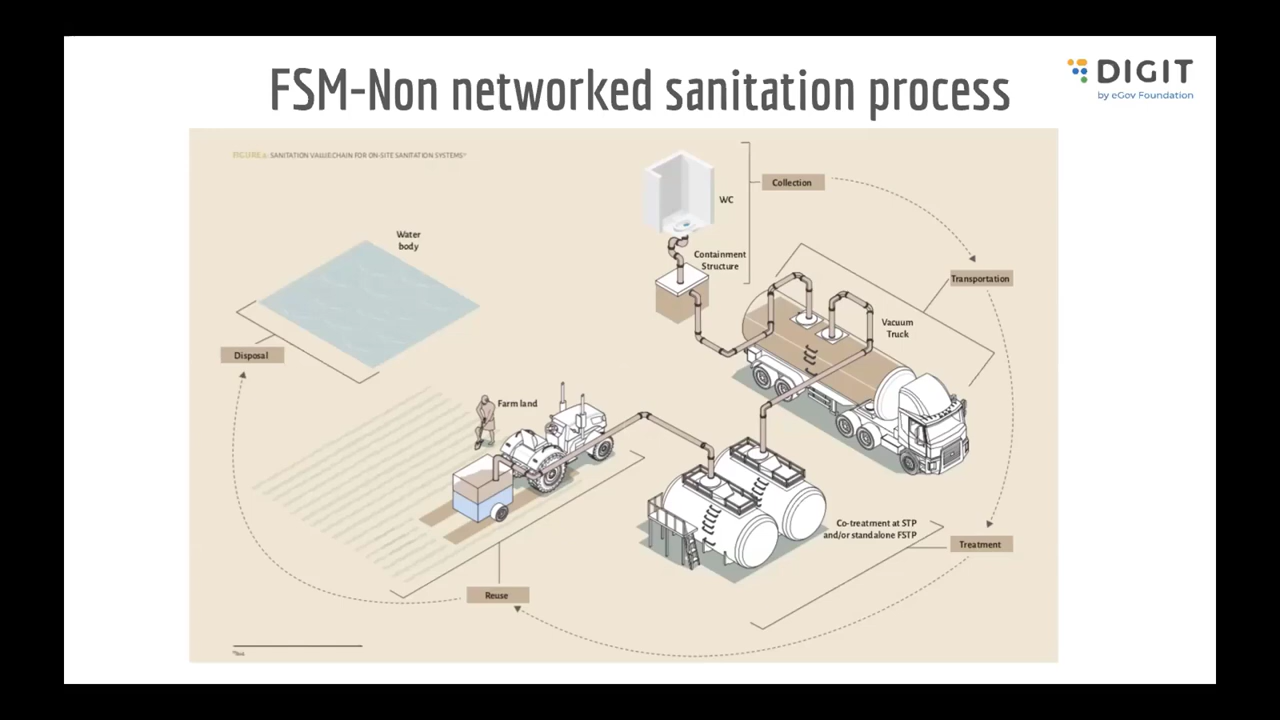 FSM-Non networked sanitation process
DIGIT
by eGov Foundation
FIGURE 2: SANITATION VALUE CHAIN FOR ON-SITE SANITATION SYSTEMS
WC
Collection
Containment
Structure
Transportation
Water
body
Vacuum
Truck
Disposal
Farm land
Co-treatment at STP
and/or standalone FSTP
Treatment
Reuse